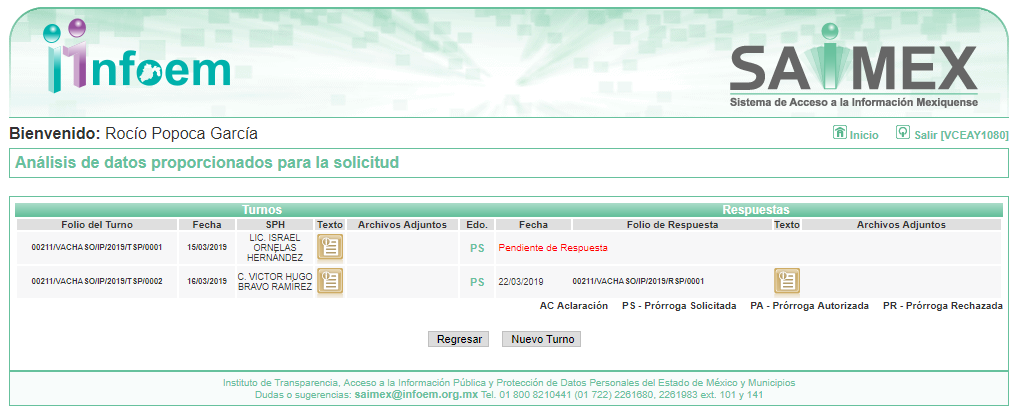 infoem
SAIMEX
Sistema de Acceso a la Información Mexiquense
Bienvenido: Rocío Popoca García
Inicio Salir [VCEAY1080]
Análisis de datos proporcionados para la solicitud
Turnos Respuestas
Folio del Turno Fecha SPH Texto Archivos Adjuntos Edo. Fecha Folio de Respuesta Texto Archivos Adjuntos
00211/VACHASO/IP/2019/TSP/0001 15/03/2019 LIC. ISRAEL ORNELAS HERNÁNDEZ PS Pendiente de Respuesta
00211/VACHASO/IP/2019/TSP/0002 16/03/2019 C. VICTOR HUGO BRAVO RAMÍREZ PS 22/03/2019 00211/VACHASO/IP/2019/RSP/0001
AC Aclaración PS - Prórroga Solicitada PA - Prórroga Autorizada PR - Prórroga Rechazada
Regresar Nuevo Turno
Instituto de Transparencia, Acceso a la Información Pública y Protección de Datos Personales del Estado de México y Municipios
Dudas o sugerencias: saimex@infoem.org.mx Tel. 01 800 8210441 (01 722) 2261680, 2261983 ext. 101 y 141